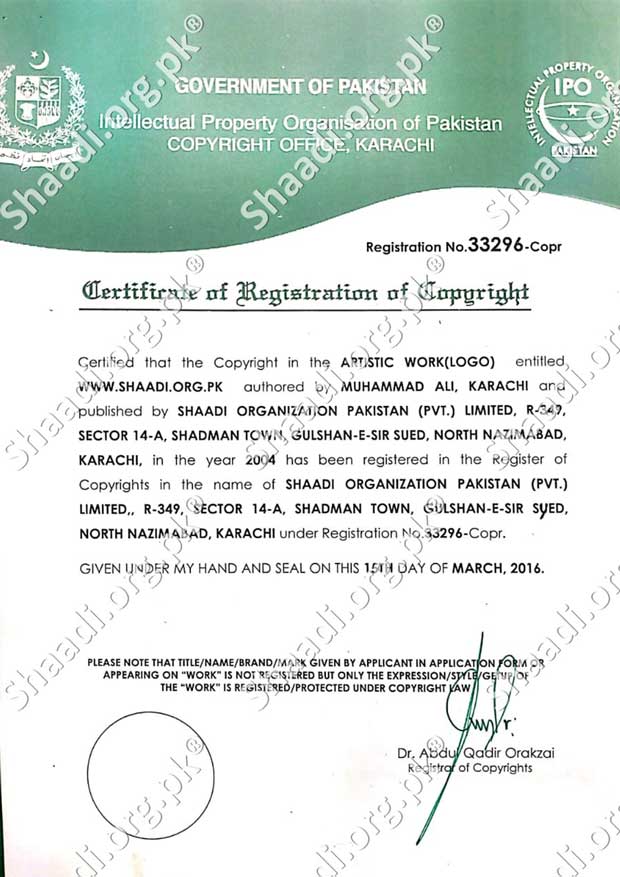 GOVERNMENT OF PAKISTAN
Intellectual Property Organisation of Pakistan
COPYRIGHT OFFICE, KARACHI
INTELLECTUAL PROPERTY ORGANIZATION
IPO
PAKISTAN
Registration No.33296-Copr
Certificate of Registration of Copyright
Certified that the Copyright in the ARTISTIC WORK(LOGO) entitled
WWW.SHAADI.ORG.PK authored by MUHAMMAD ALI, KARACHI and
published by SHAADI ORGANIZATION PAKISTAN (PVT.) LIMITED, R-349,
SECTOR 14-A, SHADMAN TOWN, GULSHAN-E-SIR SUED, NORTH NAZIMABAD,
KARACHI, in the year 2004 has been registered in the Register of
Copyrights in the name of SHAADI ORGANIZATION PAKISTAN (PVT.)
LIMITED,, R-349, SECTOR 14-A, SHADMAN TOWN, GULSHAN-E-SIR SYED,
NORTH NAZIMABAD, KARACHI under Registration No.33296-Copr.
GIVEN UNDER MY HAND AND SEAL ON THIS 15TH DAY OF MARCH, 2016.
PLEASE NOTE THAT TITLE/NAME/BRAND/MARK GIVEN BY APPLICANT IN APPLICATION FORM OR
APPEARING ON "WORK" IS NOT REGISTERED BUT ONLY THE EXPRESSION/STYLE/GETUP OF
THE "WORK" IS REGISTERED/PROTECTED UNDER COPYRIGHT LAW
Dr. Abdul Qadir Orakzai
Registrar of Copyrights
Shaadi.org.pk®